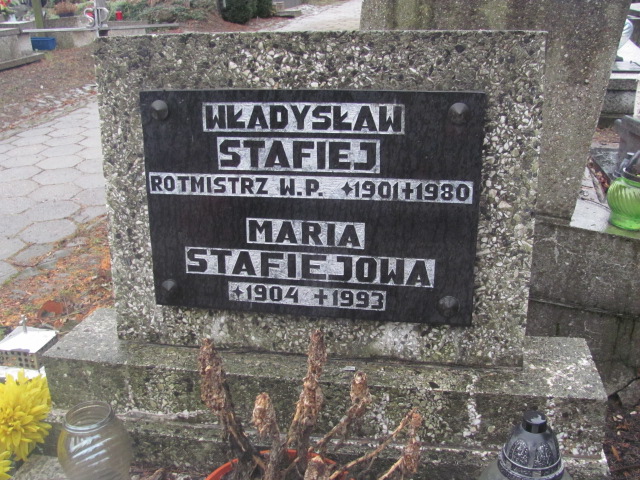 WŁADYSŁAW
STAFIEJ
ROTMISTRZ W.P. ✦1901✝1980
MARIA
STAFIEJOWA
✦1904 ✝1993